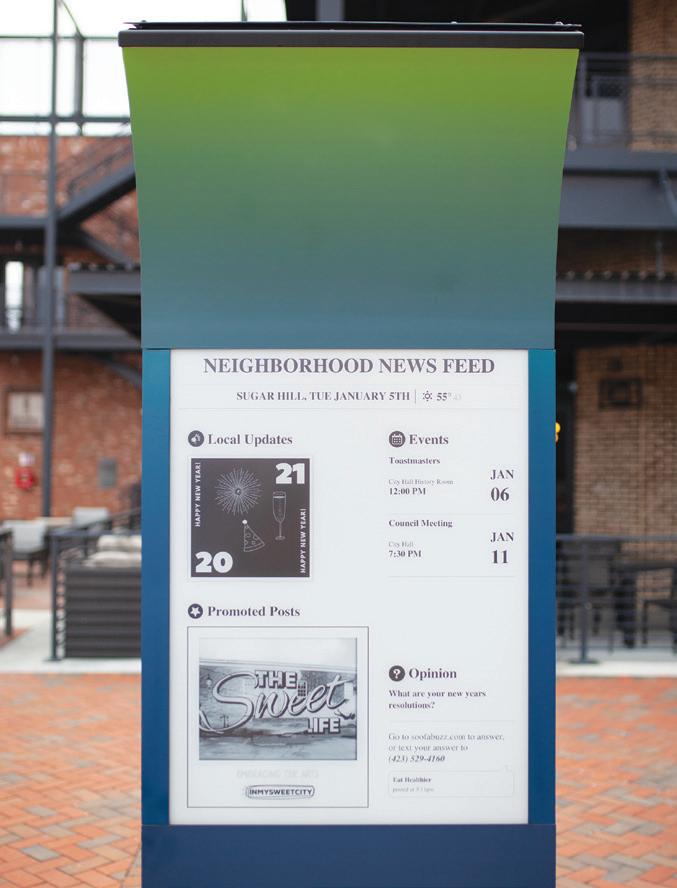 NEIGHBORHOOD NEWS FEED
SUGAR HILL, TUE JANUARY 5TH 55° 43
Local Updates
HAPPY NEW YEAR!
21
20
HAPPY NEW YEAR!
Events
Toastmasters
City Hall History Room
12:00 PM
JAN
06
Council Meeting
City Hall
7:30 PM
JAN
11
Promoted Posts
THE
Sweet
LIFE
EMBRACING THE ARTS
INMYSWEETCITY
Opinion
What are your new years
resolutions?
Go to soofabuzz.com to answer,
or text your answer to
(423) 529-4160
Eat Healthier
posted at